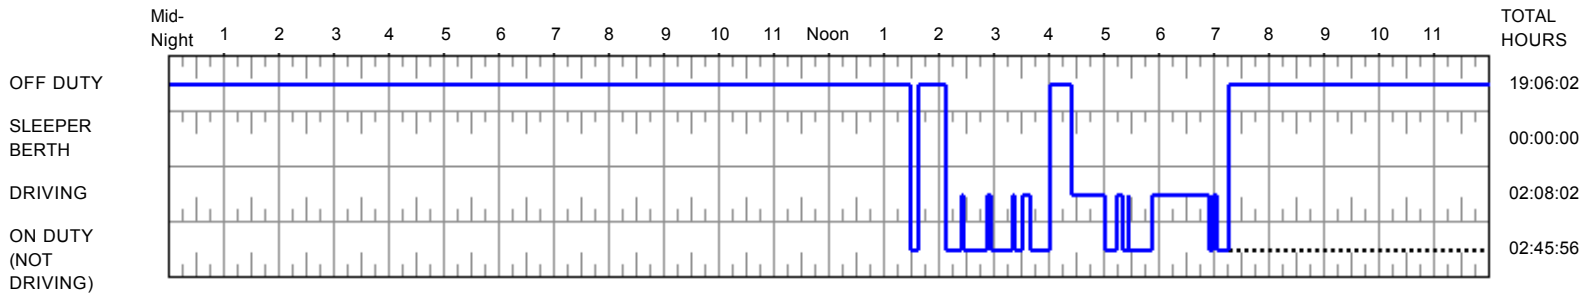 Mid-
Night 1 2 3 4 5 6 7 8 9 10 11 Noon 1 2 3 4 5 6 7 8 9 10 11 TOTAL HOURS
OFF DUTY 19:06:02
SLEEPER
BERTH 00:00:00
DRIVING 02:08:02
ON DUTY
(NOT
DRIVING) 02:45:56